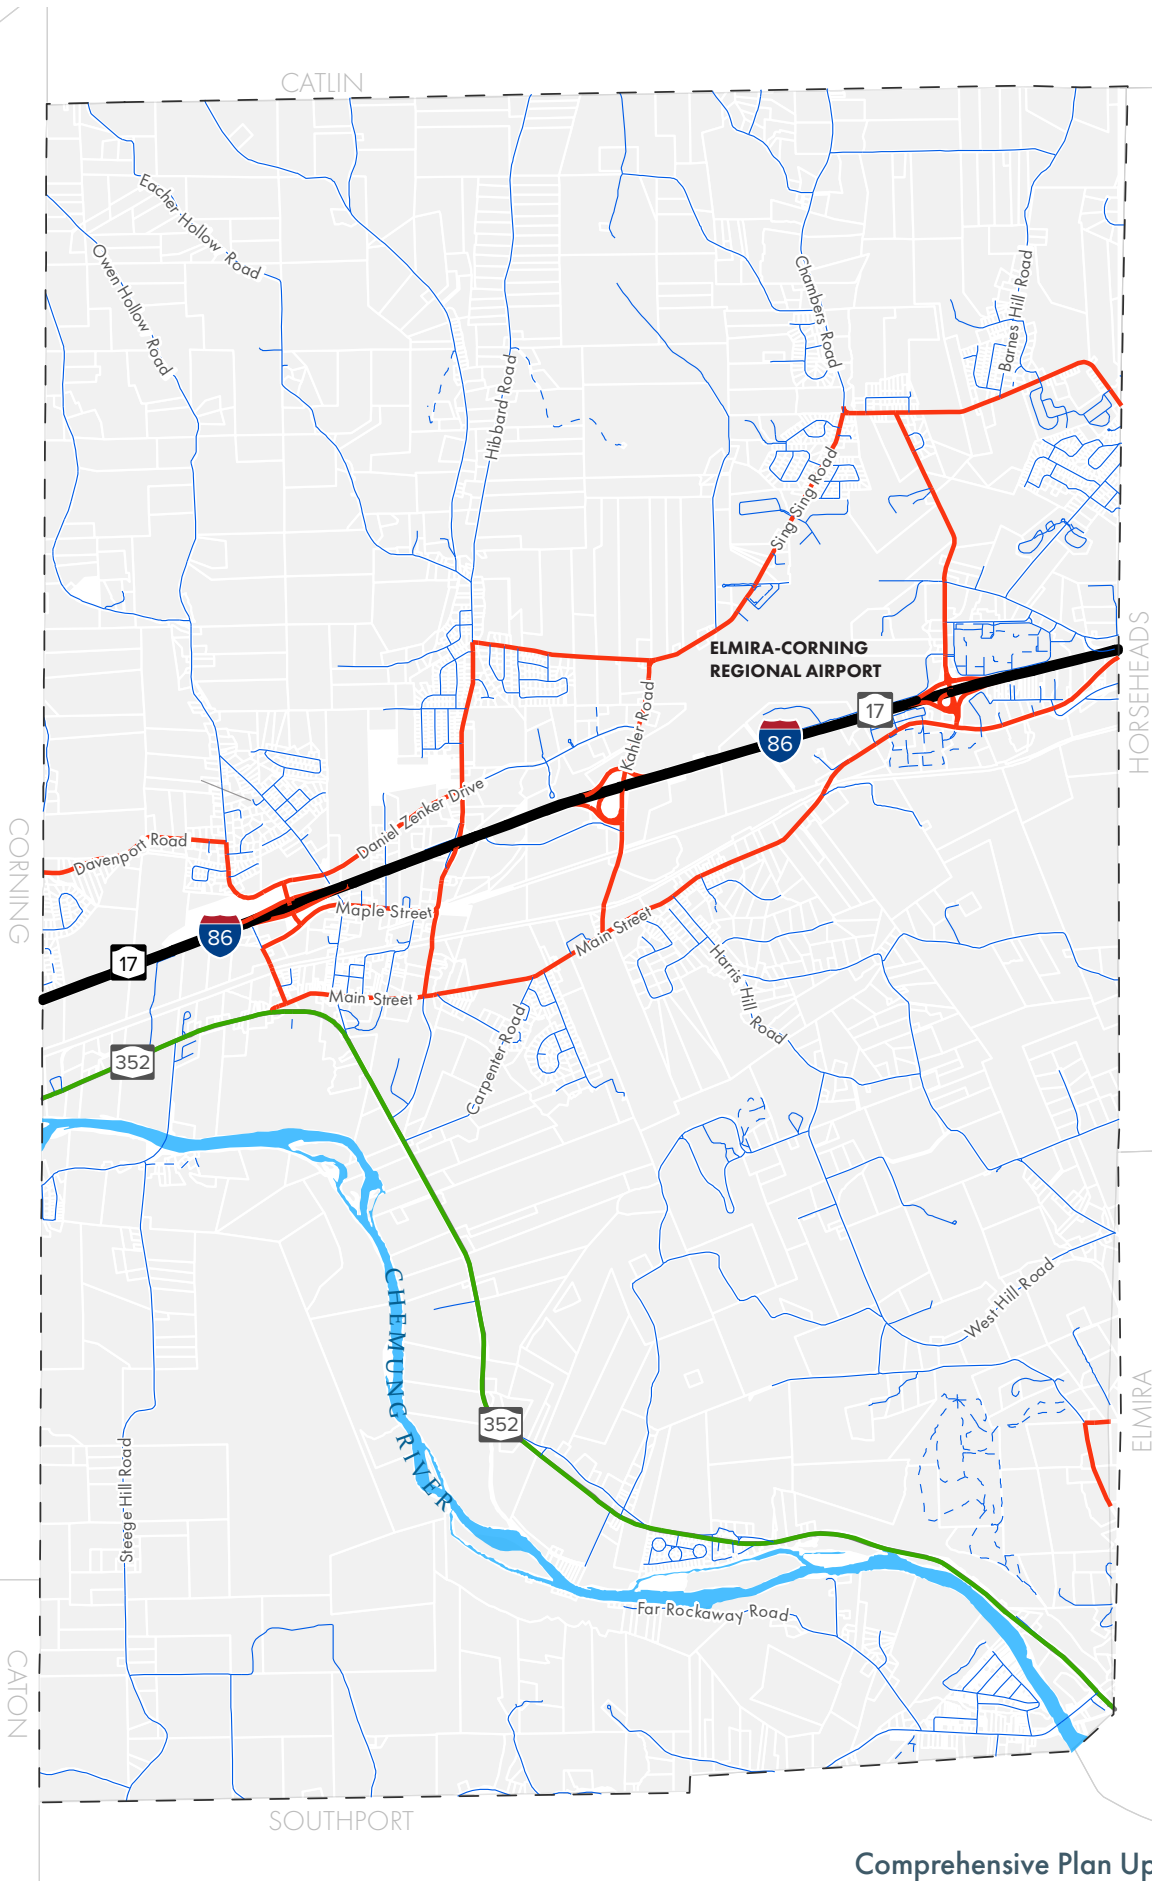 CATLIN
Eacher Hollow Road
Owen Hollow Road
Chambers Road
Barnes Hill Road
Hibbard Road
Sing Sing Road
ELMIRA-CORNING
REGIONAL AIRPORT
HORSEHEADS
17
86
Kahler Road
Daniel Zenker Drive
CORNING
Davenport Road
Maple Street
86
Main Street
17
Harris Hill Road
Main Street
Carpenter Road
352
CHEMUNG RIVER
West Hill Road
ELMIRA
352
Steege Hill Road
Far Rockaway Road
CATON
SOUTHPORT
Comprehensive Plan Up